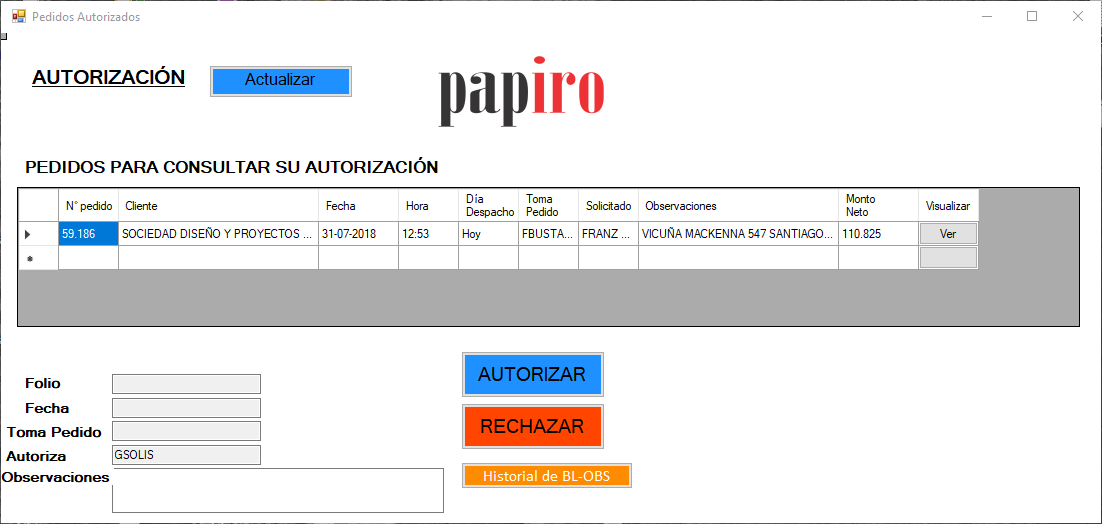 Pedidos Autorizados
AUTORIZACIÓN
Actualizar
papiro
PEDIDOS PARA CONSULTAR SU AUTORIZACIÓN
N° pedido Cliente Fecha Hora Día Despacho Toma Pedido Solicitado Observaciones Monto Neto Visualizar
59.186 SOCIEDAD DISEÑO Y PROYECTOS ... 31-07-2018 12:53 Hoy FBUSTA... FRANZ ... VICUÑA MACKENNA 547 SANTIAGO... 110.825 Ver
AUTORIZAR
Folio
Fecha
RECHAZAR
Toma Pedido
Autoriza GSOLIS
Observaciones
Historial de BL-OBS